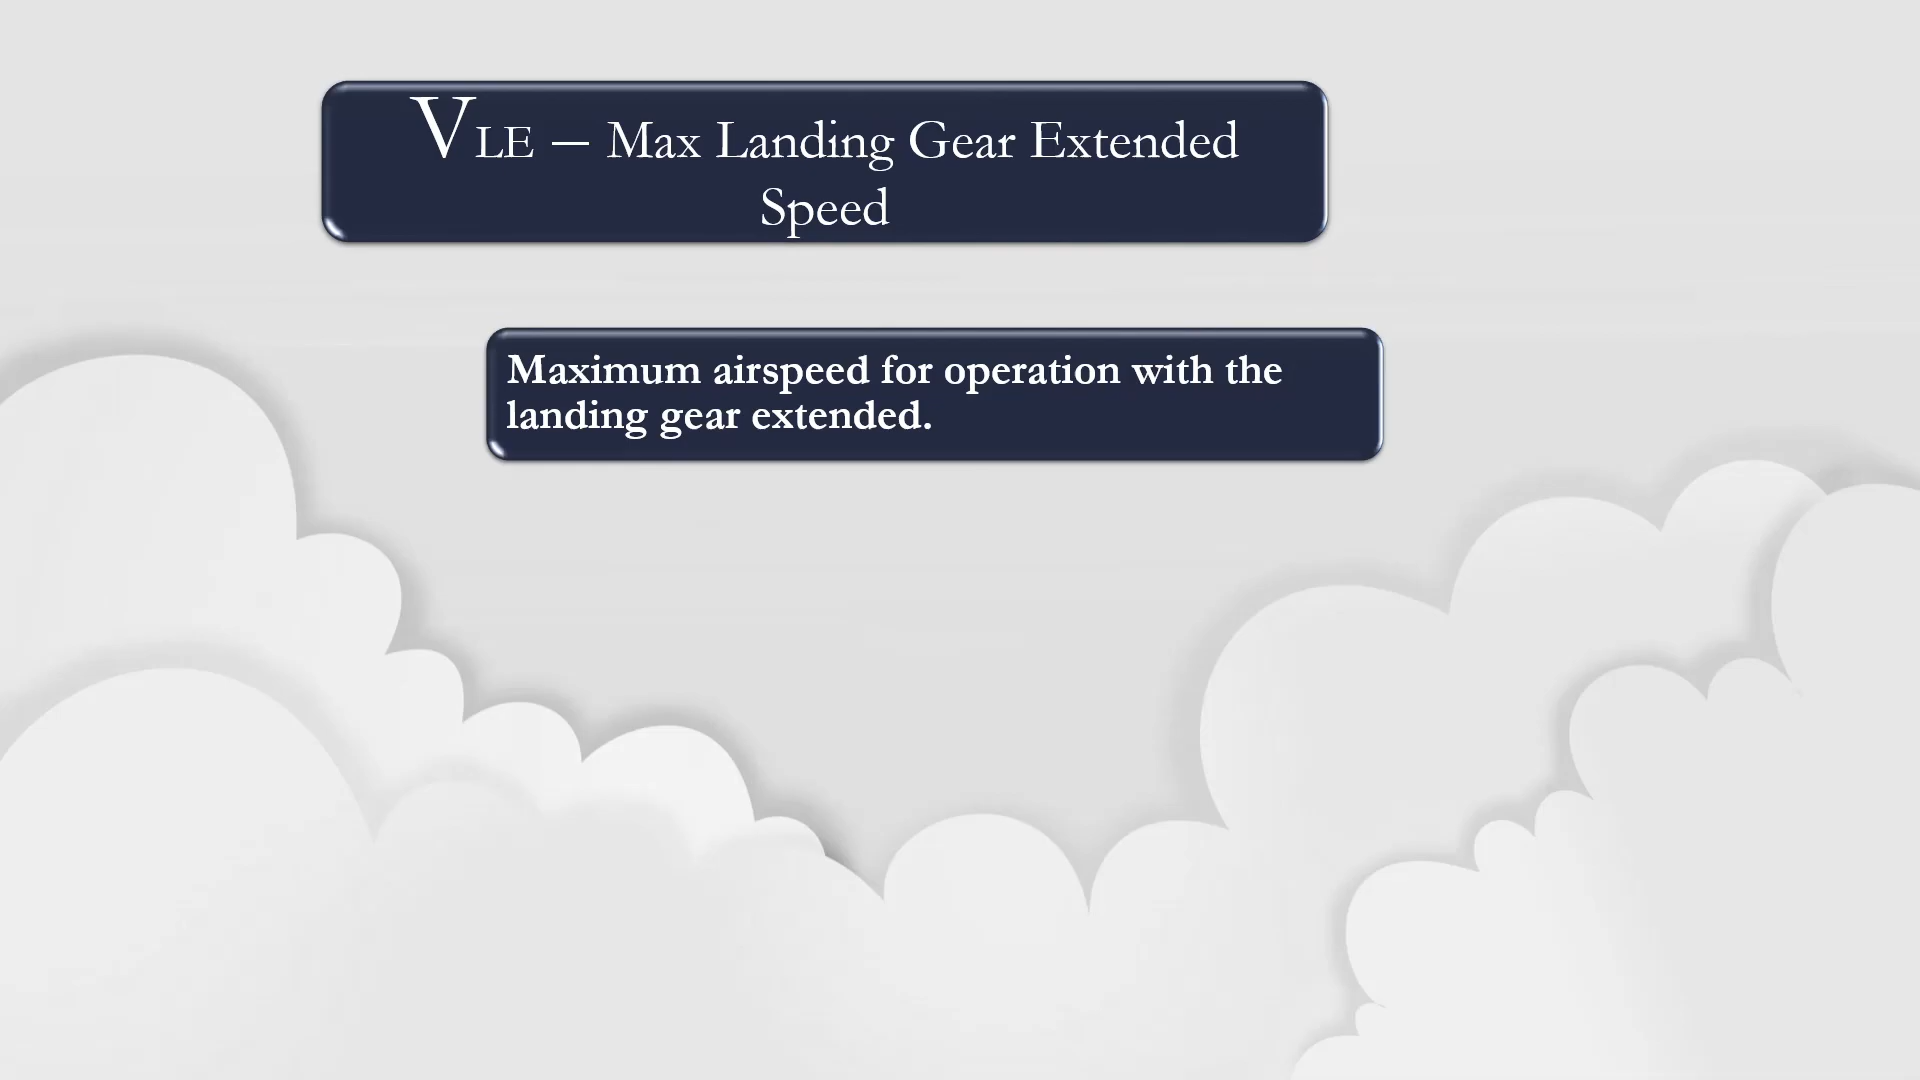 VLE – Max Landing Gear Extended
Speed
Maximum airspeed for operation with the
landing gear extended.